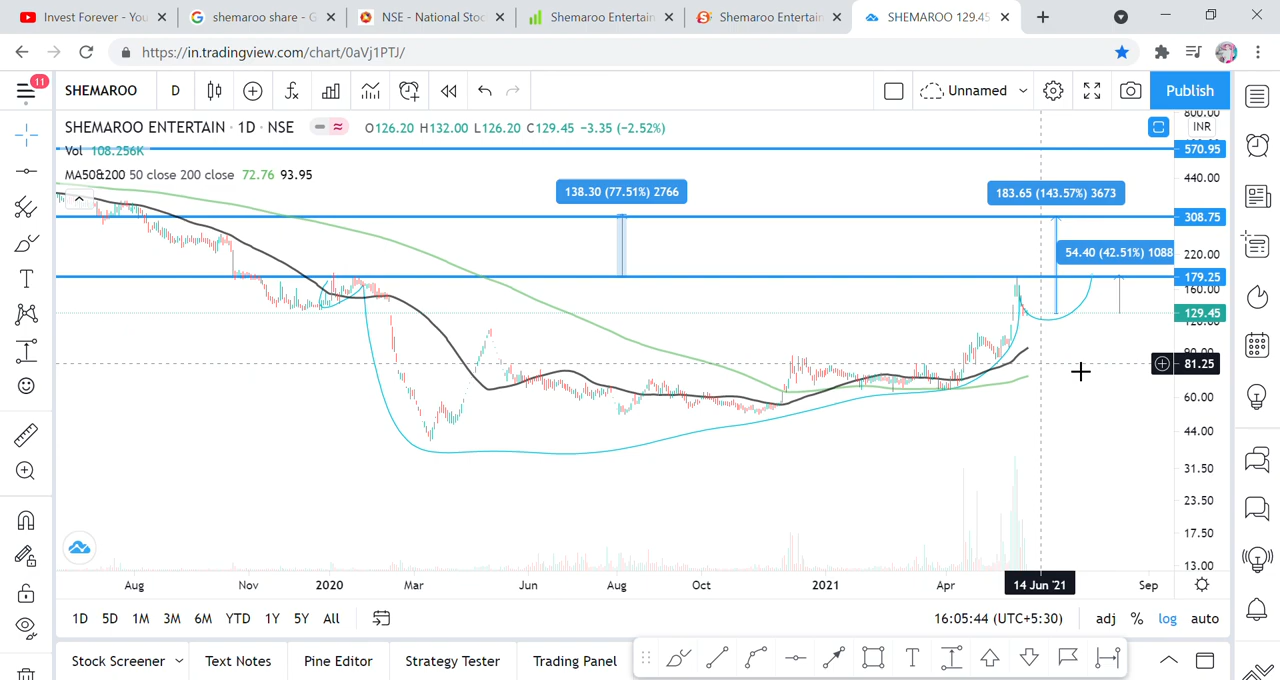 Invest Forever - You
shemaroo share - G
NSE - National Stoc
Shemaroo Entertain
Shemaroo Entertain
SHEMAROO 129.45
https://in.tradingview.com/chart/0aVj1PTJ/
11
SHEMAROO
D
Unnamed
Publish
SHEMAROO ENTERTAIN · 1D · NSE
O126.20 H132.00 L126.20 C129.45 −3.35 (−2.52%)
Vol 108.256K
MA50&200 50 close 200 close 72.76 93.95
138.30 (77.51%) 2766
183.65 (143.57%) 3673
54.40 (42.51%) 1088
800.00
INR
570.95
440.00
308.75
220.00
179.25
160.00
129.45
120.00
90.00
81.25
60.00
44.00
31.50
23.50
17.50
13.00
Aug Nov 2020 Mar Jun Aug Oct 2021 Apr 14 Jun '21 Sep
1D 5D 1M 3M 6M YTD 1Y 5Y All
16:05:44 (UTC+5:30) adj % log auto
Stock Screener Text Notes Pine Editor Strategy Tester Trading Panel